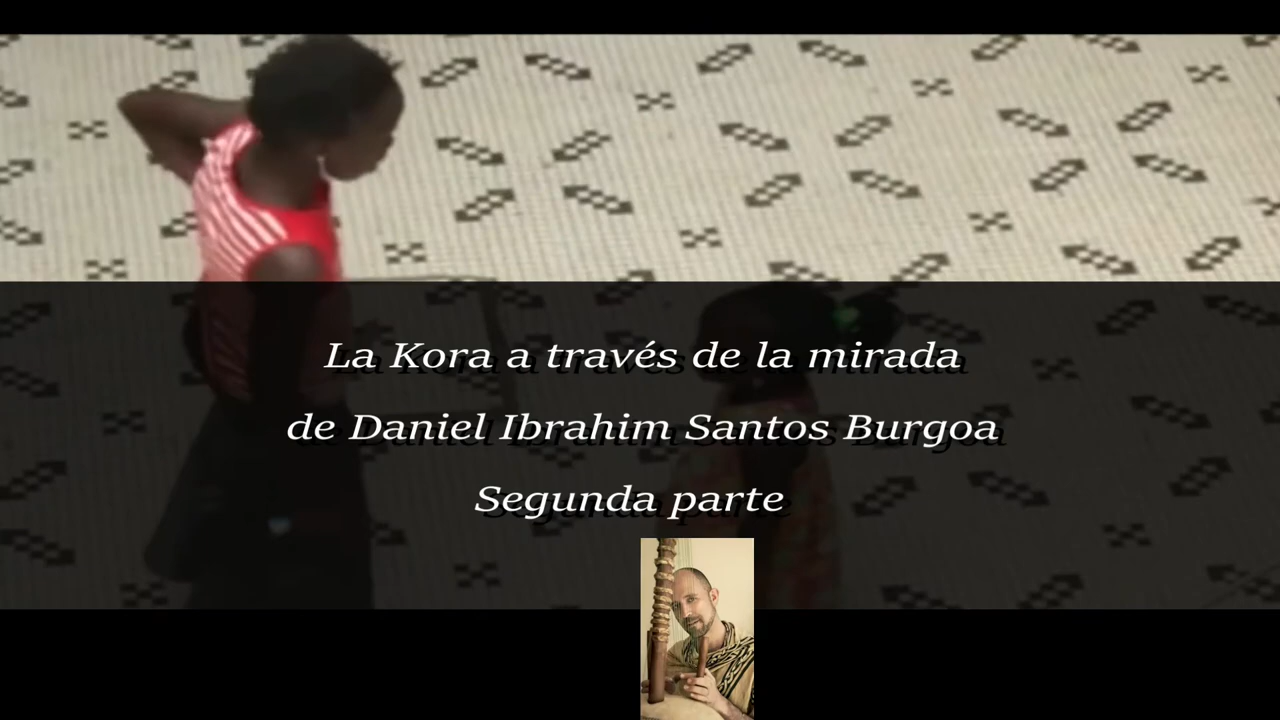 La Kora a través de la mirada
de Daniel Ibrahim Santos Burgoa
Segunda parte